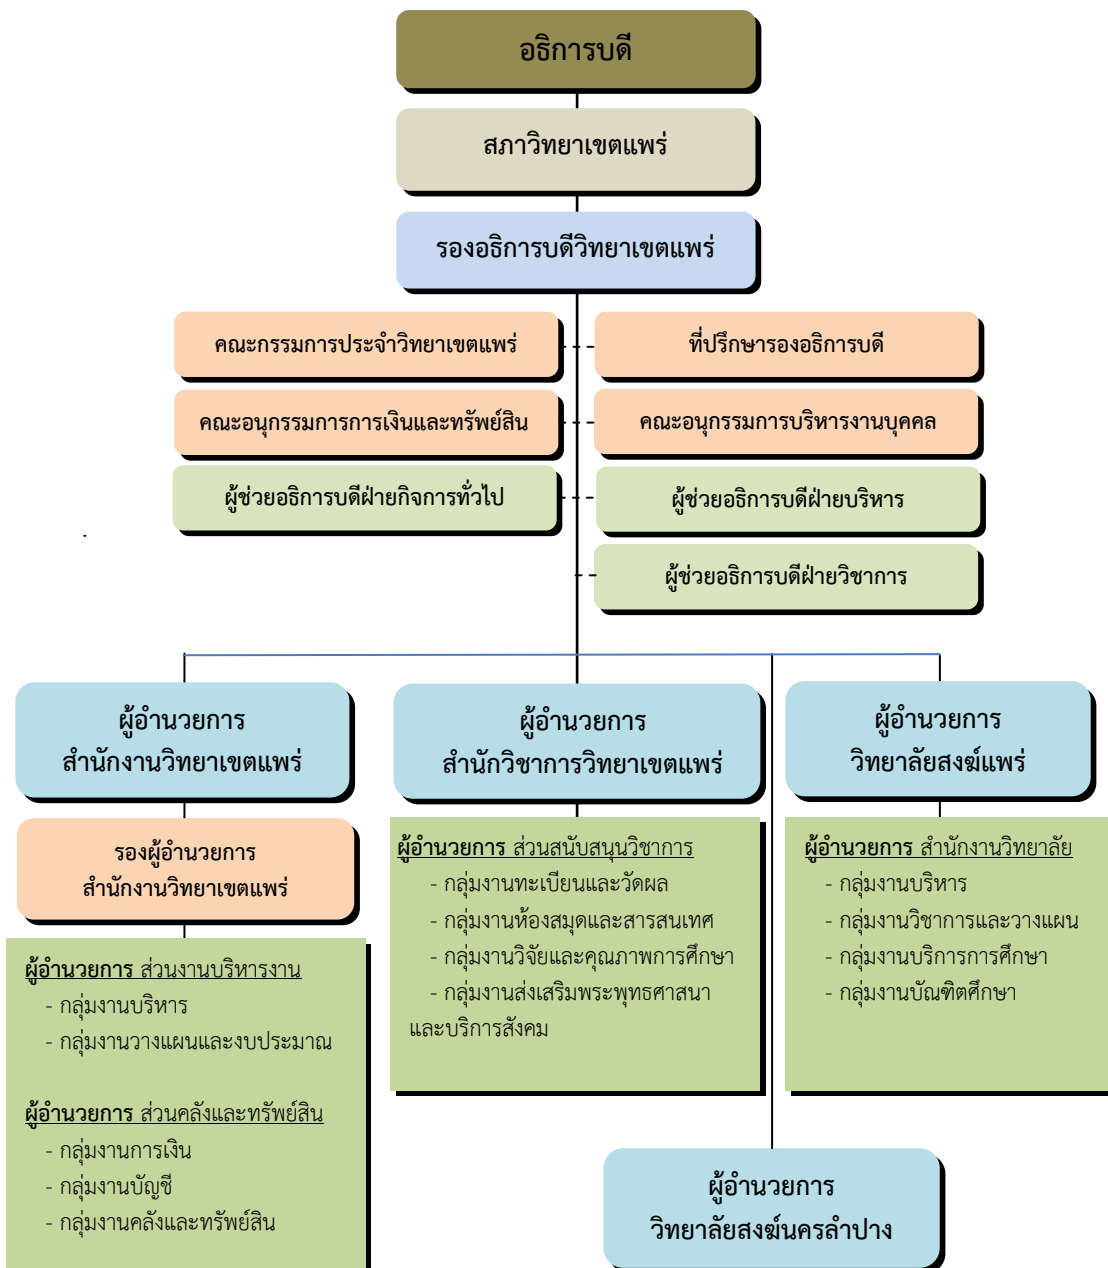 อธิการบดี
สภาวิทยาเขตแพร่
รองอธิการบดีวิทยาเขตแพร่
คณะกรรมการประจำวิทยาเขตแพร่
ที่ปรึกษารองอธิการบดี
คณะอนุกรรมการการเงินและทรัพย์สิน
คณะอนุกรรมการบริหารงานบุคคล
ผู้ช่วยอธิการบดีฝ่ายกิจการทั่วไป
ผู้ช่วยอธิการบดีฝ่ายบริหาร
.
ผู้ช่วยอธิการบดีฝ่ายวิชาการ
ผู้อำนวยการ
สำนักงานวิทยาเขตแพร่
รองผู้อำนวยการ
สำนักงานวิทยาเขตแพร่
ผู้อำนวยการ ส่วนงานบริหารงาน
- กลุ่มงานบริหาร
- กลุ่มงานวางแผนและงบประมาณ
ผู้อำนวยการ ส่วนคลังและทรัพย์สิน
- กลุ่มงานการเงิน
- กลุ่มงานบัญชี
- กลุ่มงานคลังและทรัพย์สิน
ผู้อำนวยการ
สำนักวิชาการวิทยาเขตแพร่
ผู้อำนวยการ ส่วนสนับสนุนวิชาการ
- กลุ่มงานทะเบียนและวัดผล
- กลุ่มงานห้องสมุดและสารสนเทศ
- กลุ่มงานวิจัยและคุณภาพการศึกษา
- กลุ่มงานส่งเสริมพระพุทธศาสนา
และบริการสังคม
ผู้อำนวยการ
วิทยาลัยสงฆ์แพร่
ผู้อำนวยการ สำนักงานวิทยาลัย
- กลุ่มงานบริหาร
- กลุ่มงานวิชาการและวางแผน
- กลุ่มงานบริการการศึกษา
- กลุ่มงานบัณฑิตศึกษา
ผู้อำนวยการ
วิทยาลัยสงฆ์นครลำปาง